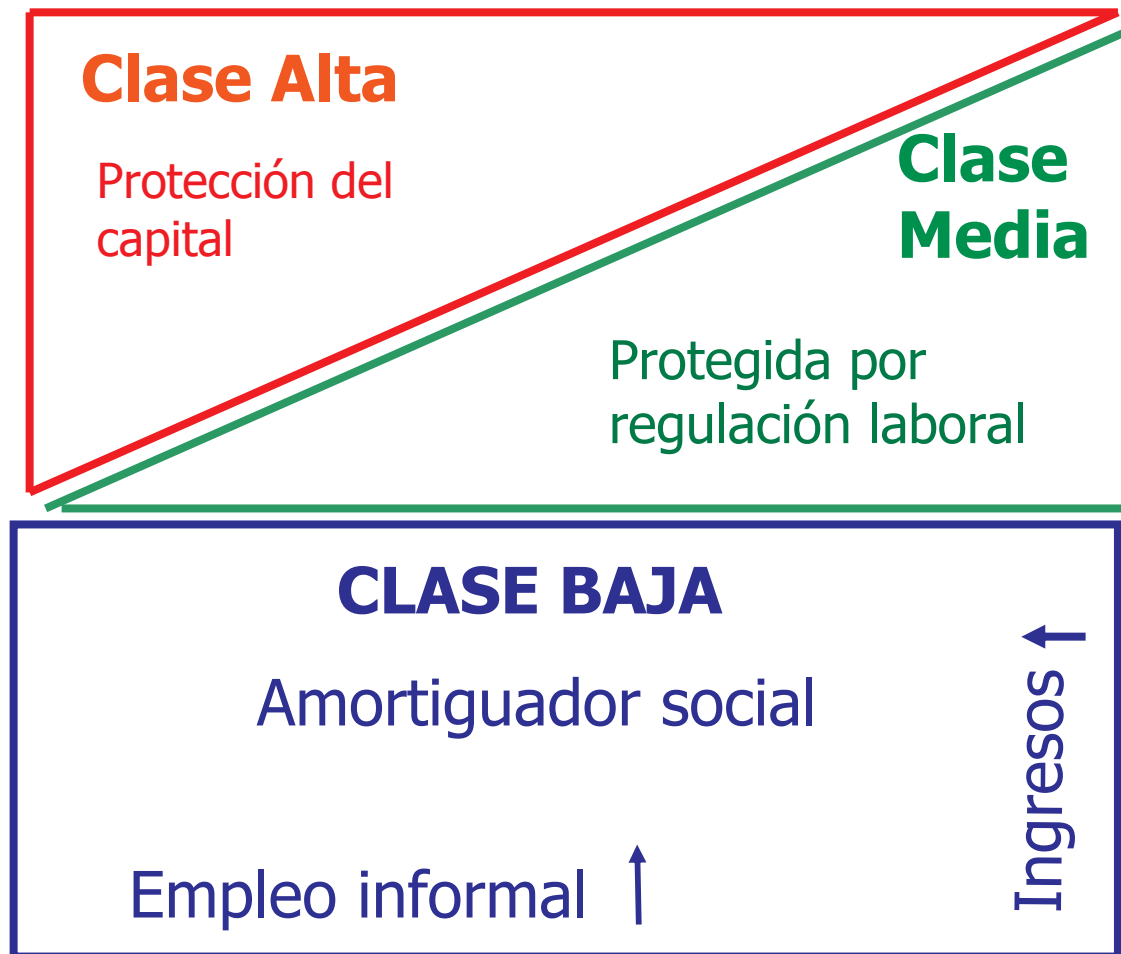 Clase Alta
Protección del
capital
Clase
Media
Protegida por
regulación laboral
CLASE BAJA
Amortiguador social
Ingresos
Empleo informal